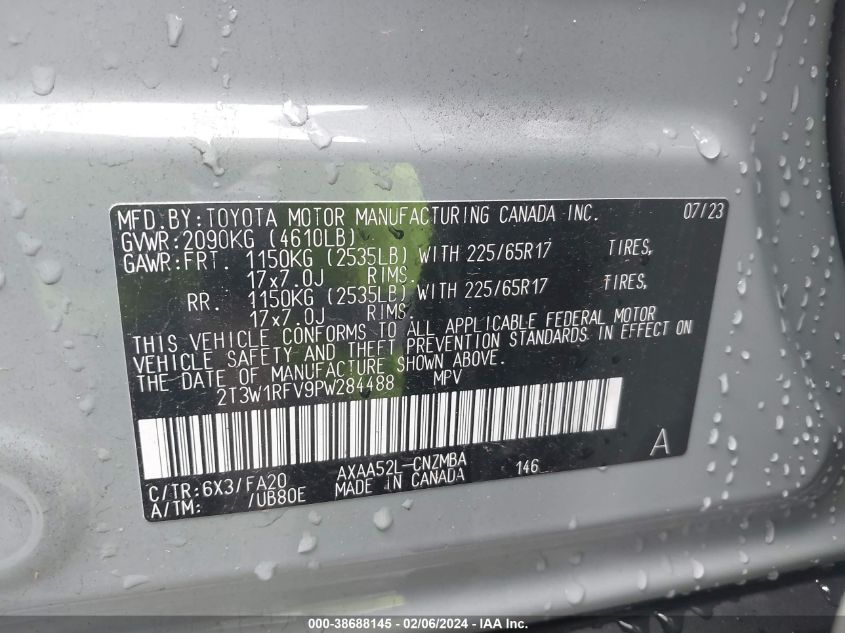 MFD.BY:TOYOTA MOTOR MANUFACTURING CANADA INC. 07/23
GVWR:2090KG (4610LB)
GAWR:FRT. 1150KG (2535LB) WITH 225/65R17 TIRES,
17x7.0J RIMS.
RR. 1150KG (2535LB) WITH 225/65R17 TIRES,
17x7.0J RIMS
THIS VEHICLE CONFORMS TO ALL APPLICABLE FEDERAL MOTOR
VEHICLE SAFETY AND THEFT PREVENTION STANDARDS IN EFFECT ON
THE DATE OF MANUFACTURE SHOWN ABOVE.
2T3W1RFV9PW284488 MPV
A
C/TR:6X3/FA20 AXAA52L-CNZMBA 146
A/TM: /UB80E MADE IN CANADA
000-38688145 - 02/06/2024 - IAA Inc.